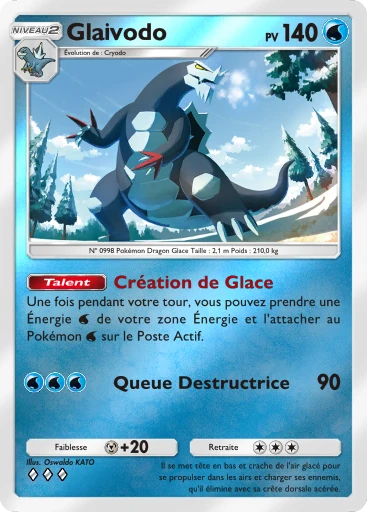 NIVEAU2
Glaivodo
PV 140
Évolution de : Cryodo
N° 0998 Pokémon Dragon Glace Taille : 2,1 m Poids : 210,0 kg
Talent Création de Glace
Une fois pendant votre tour, vous pouvez prendre une
Énergie de votre zone Énergie et l'attacher au
Pokémon sur le Poste Actif.
Queue Destructrice 90
Faiblesse +20
Retraite
Illus. Oswaldo KATO
Il se met tête en bas et crache de l'air glacé pour
se propulser dans les airs et charger ses ennemis,
qu'il élimine avec sa crête dorsale acérée.